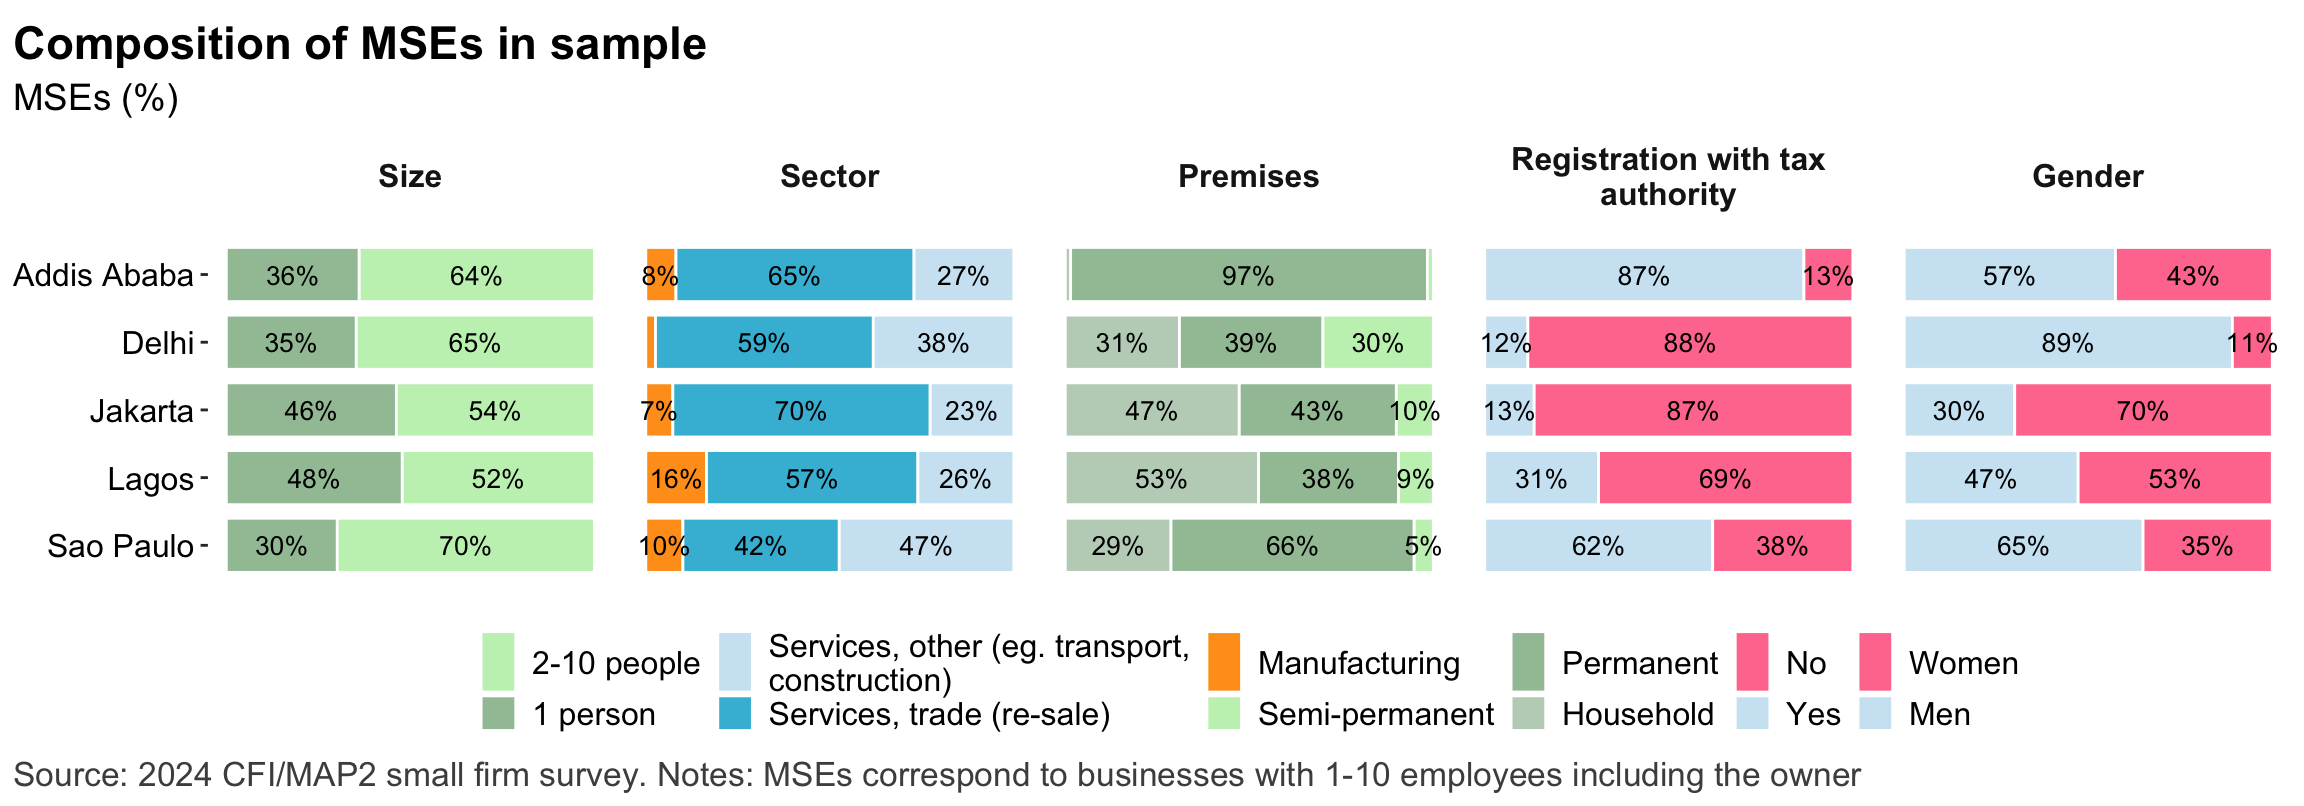 Composition of MSEs in sample
MSEs (%)
Size
Sector
Premises
Registration with tax
authority
Gender
Addis Ababa 36% 64% 8% 65% 27% 97% 87% 13% 57% 43%
Delhi 35% 65% 59% 38% 31% 39% 30% 12% 88% 89% 11%
Jakarta 46% 54% 7% 70% 23% 47% 43% 10% 13% 87% 30% 70%
Lagos 48% 52% 16% 57% 26% 53% 38% 9% 31% 69% 47% 53%
Sao Paulo 30% 70% 10% 42% 47% 29% 66% 5% 62% 38% 65% 35%
2-10 people
1 person
Services, other (eg. transport,
construction)
Services, trade (re-sale)
Manufacturing
Semi-permanent
Permanent
Household
No
Yes
Women
Men
Source: 2024 CFI/MAP2 small firm survey. Notes: MSEs correspond to businesses with 1-10 employees including the owner